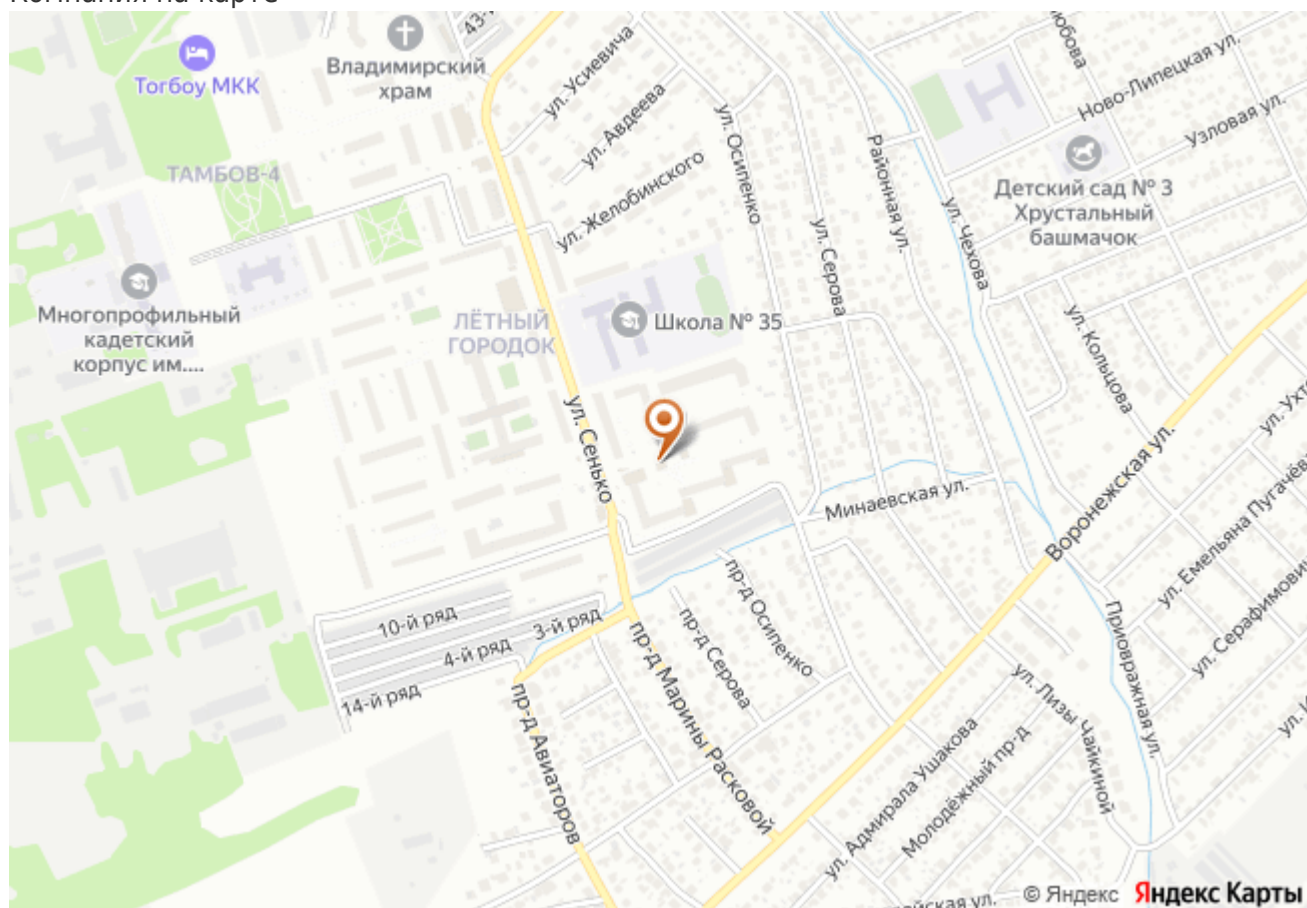 Компания на карте
43-й
Тогбоу МКК
Владимирский
храм
ул. Усиевича
ул. Авдеева
ул. Желобинского
ул. Осипенко
Районная ул.
Ново-Липецкая ул.
Узловая ул.
ТАМБОВ-4
Детский сад № 3
Хрустальный
башмачок
ул. Серова
ул. Чехова
Многопрофильный
кадетский
корпус им....
ЛЁТНЫЙ
ГОРОДОК
Школа № 35
ул. Кольцова
ул. Сенько
Минаевская ул.
Воронежская ул.
ул. Емельяна Пугачёва
10-й ряд
3-й ряд
4-й ряд
14-й ряд
пр-д Осипенко
пр-д Серова
пр-д Марины Расковой
пр-д Авиаторов
Приовражная ул.
ул. Лизы Чайкиной
ул. Адмирала Ушакова
Молодёжный пр-д
© Яндекс Яндекс Карты